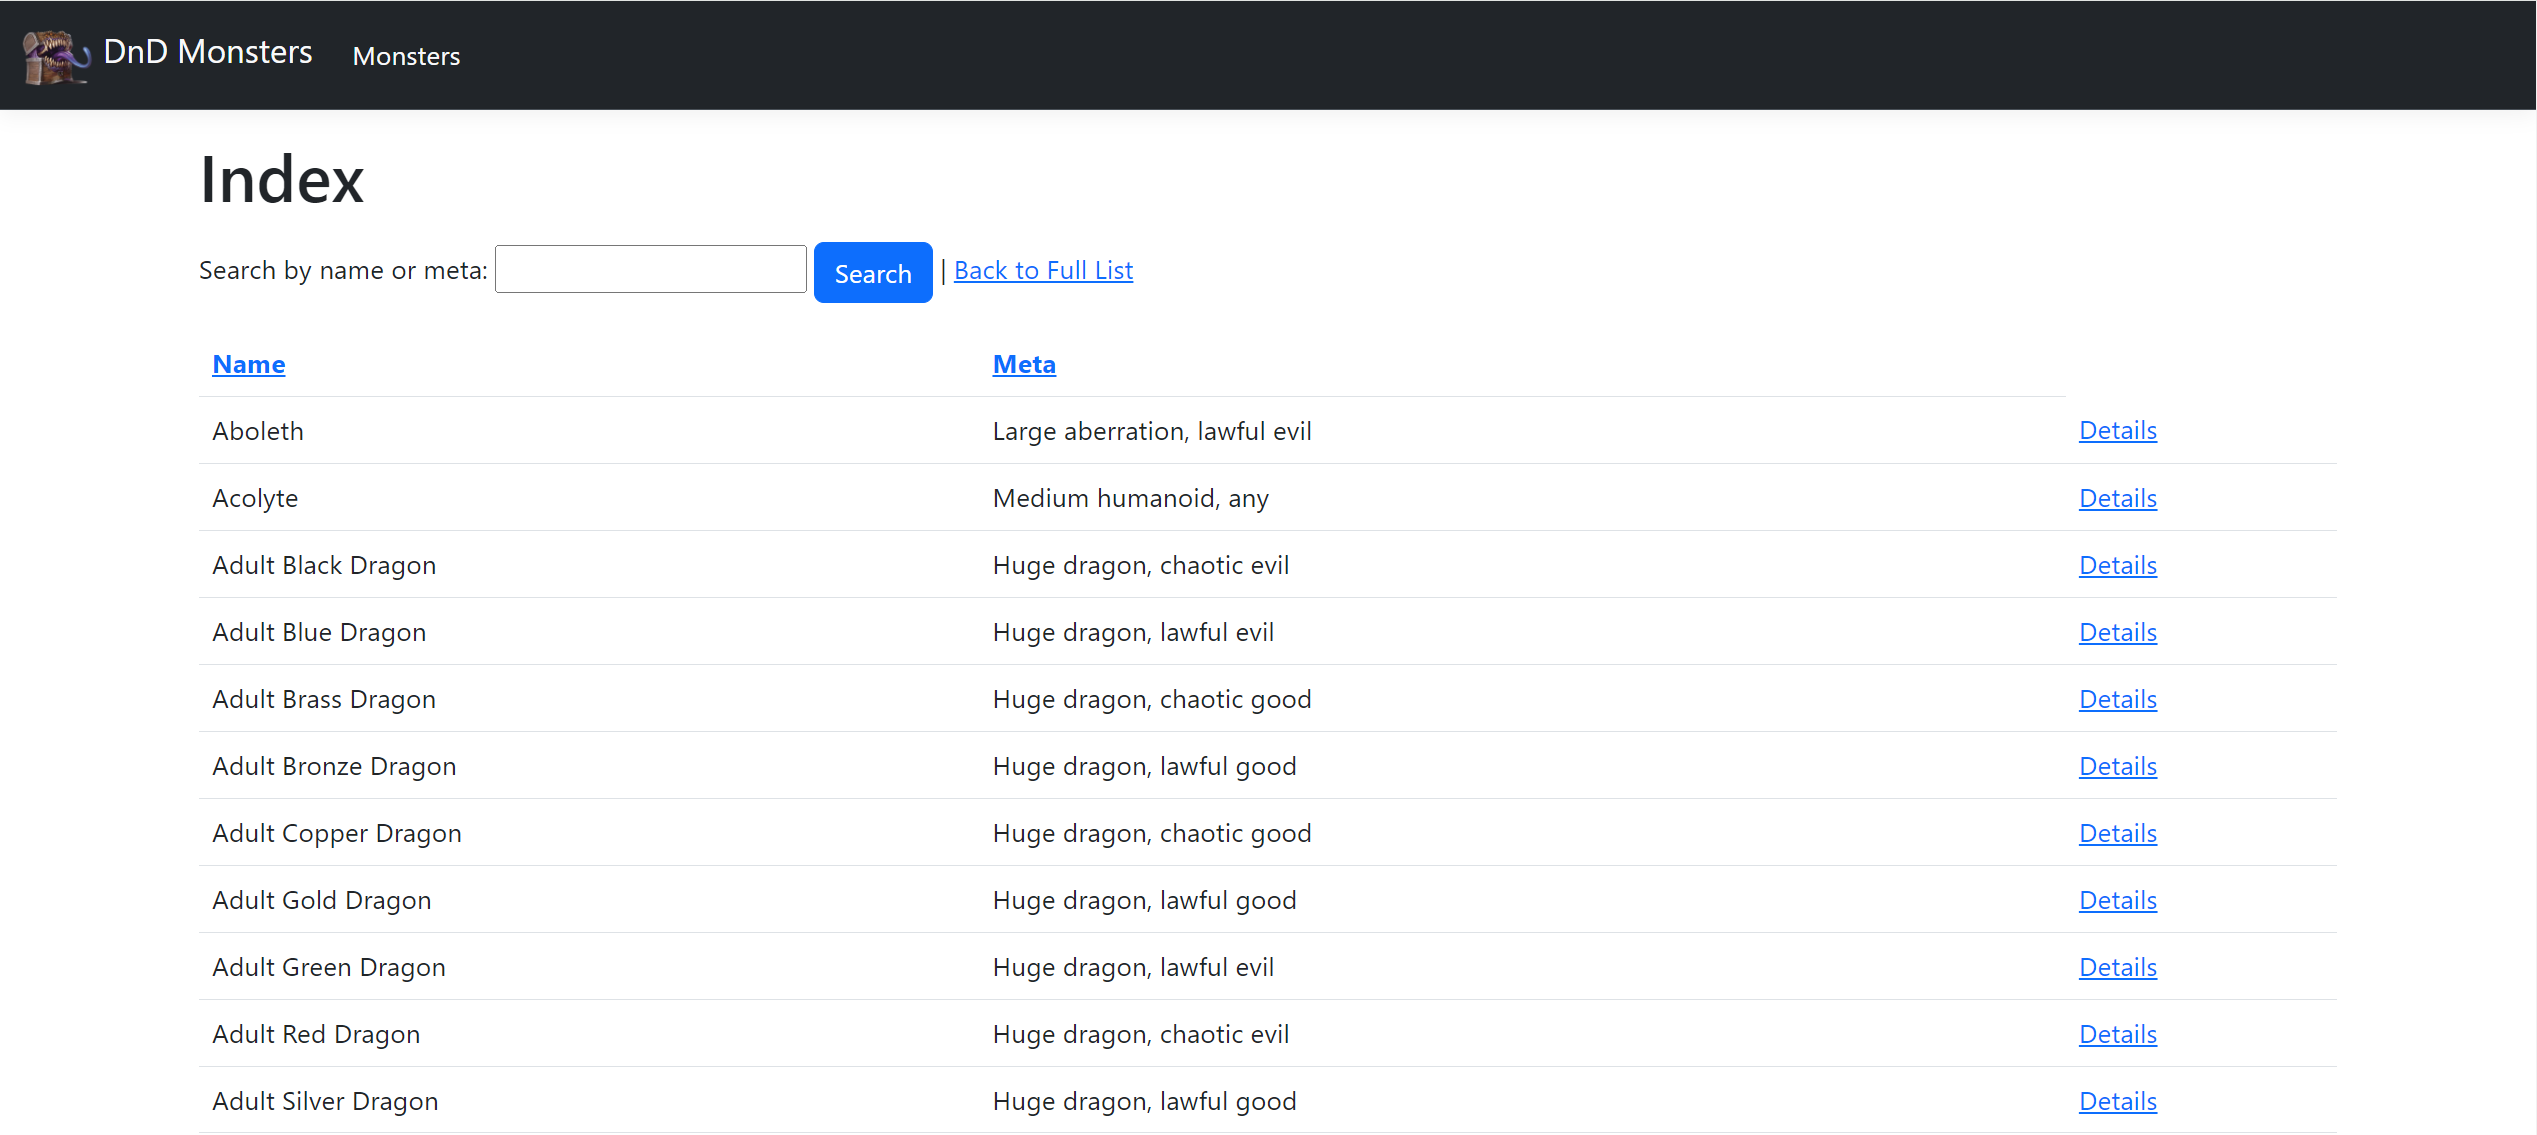 DnD Monsters Monsters
Index
Search by name or meta: Search | Back to Full List
Name Meta
Aboleth Large aberration, lawful evil Details
Acolyte Medium humanoid, any Details
Adult Black Dragon Huge dragon, chaotic evil Details
Adult Blue Dragon Huge dragon, lawful evil Details
Adult Brass Dragon Huge dragon, chaotic good Details
Adult Bronze Dragon Huge dragon, lawful good Details
Adult Copper Dragon Huge dragon, chaotic good Details
Adult Gold Dragon Huge dragon, lawful good Details
Adult Green Dragon Huge dragon, lawful evil Details
Adult Red Dragon Huge dragon, chaotic evil Details
Adult Silver Dragon Huge dragon, lawful good Details